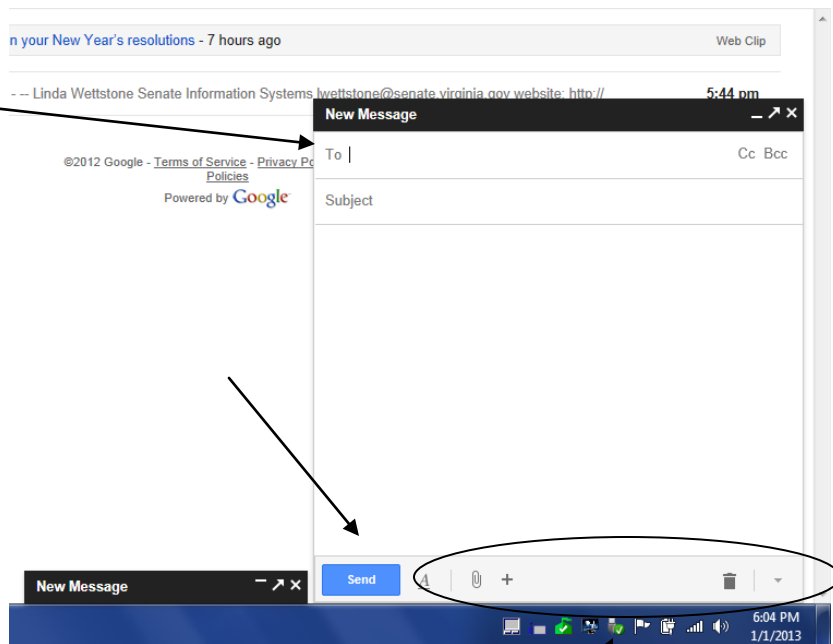 n your New Year's resolutions - 7 hours ago
Web Clip
- -- Linda Wettstone Senate Information Systems lwettstone@senate.virginia.gov website: http://
5:44 pm
New Message
To
Cc Bcc
©2012 Google - Terms of Service - Privacy Po
Policies
Powered by Google
Subject
Send
A
New Message
6:04 PM
1/1/2013